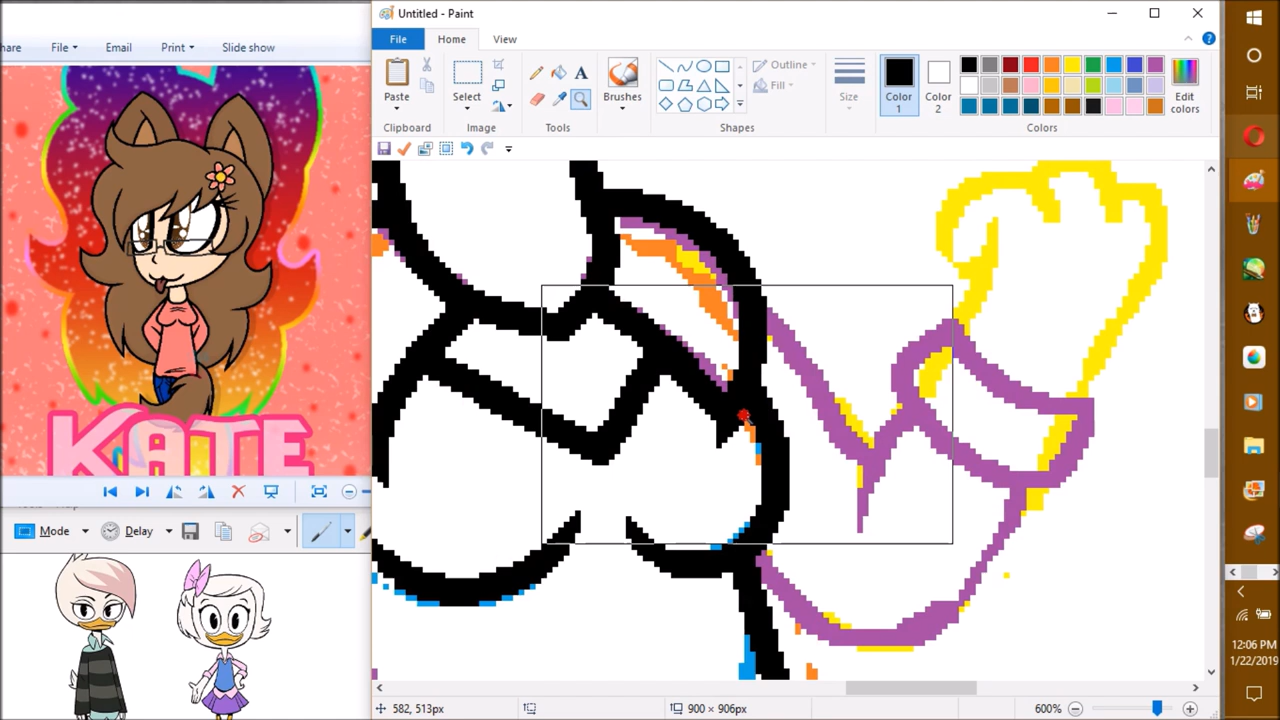 Untitled - Paint
hare File Email Print Slide show
File Home View
Paste Select Brushes Size Color 1 Color 2 Edit colors
Outline
Fill
Clipboard Image Tools Shapes Colors
KATE
Mode Delay
582, 513px 900 × 906px 600%
12:06 PM
1/22/2019